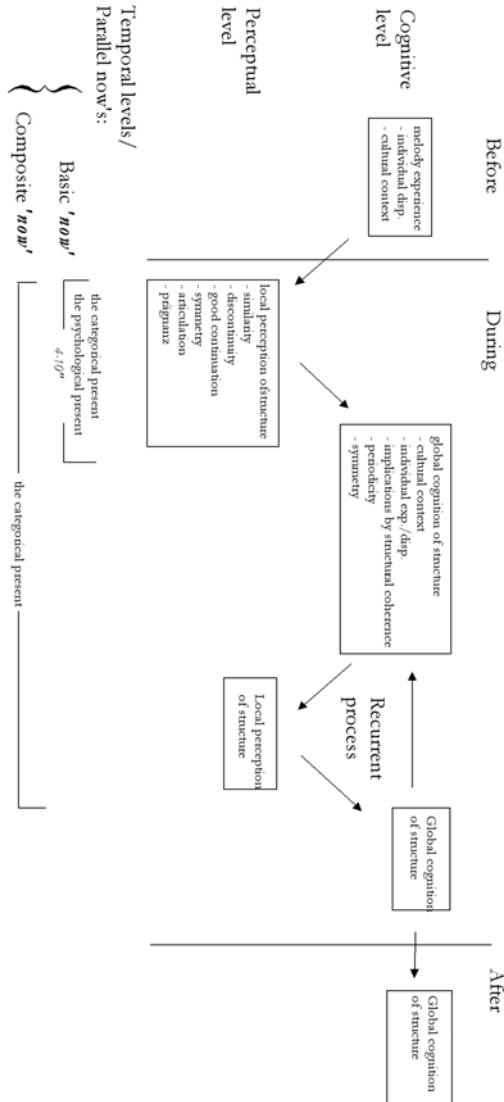 Before
During
After
Cognitive
level
melody experience
- individual disp.
- cultural context
global cognition of structure
- cultural context
- individual exp./disp.
- implications by structural coherence
- periodicity
- symmetry
Recurrent
process
Global cognition
of structure
Global cognition
of structure
Perceptual
level
local perception ofstructure
- similarity
- discontinuity
- good continuation
- symmetry
- articulation
- prägnanz
Local perception
of structure
Temporal levels/
Parallel now's:
Basic 'now'
the categorical present
the psychological present
4-10"
Composite 'now'
the categorical present